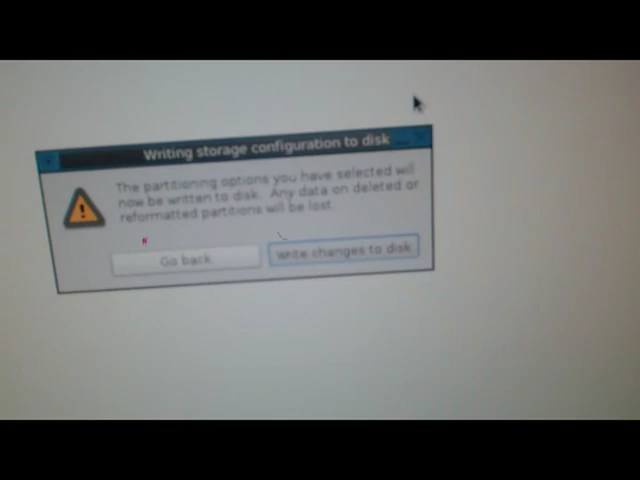 Writing storage configuration to disk
The partitioning options you have selected will
now be written to disk. Any data on deleted or
reformatted partitions will be lost.
Go back
Write changes to disk